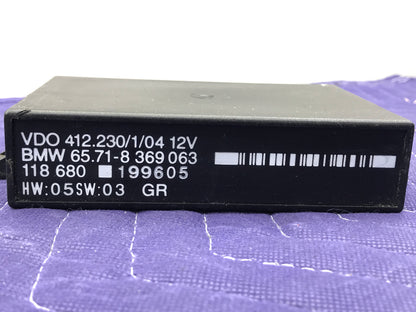 VDO 412.230/1/04 12V
BMW 65.71-8 369 063
118 680 199605
HW:05SW:03 GR